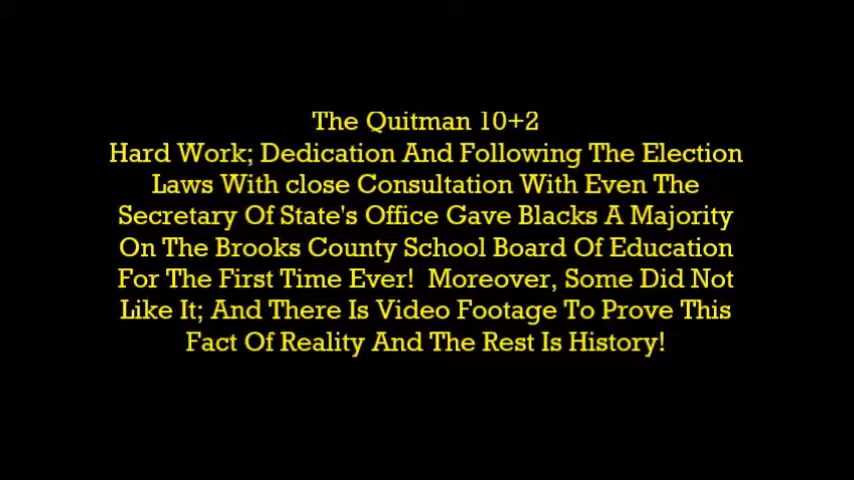 The Quitman 10+2
Hard Work; Dedication And Following The Election
Laws With close Consultation With Even The
Secretary Of State's Office Gave Blacks A Majority
On The Brooks County School Board Of Education
For The First Time Ever!  Moreover, Some Did Not
Like It; And There Is Video Footage To Prove This
Fact Of Reality And The Rest Is History!